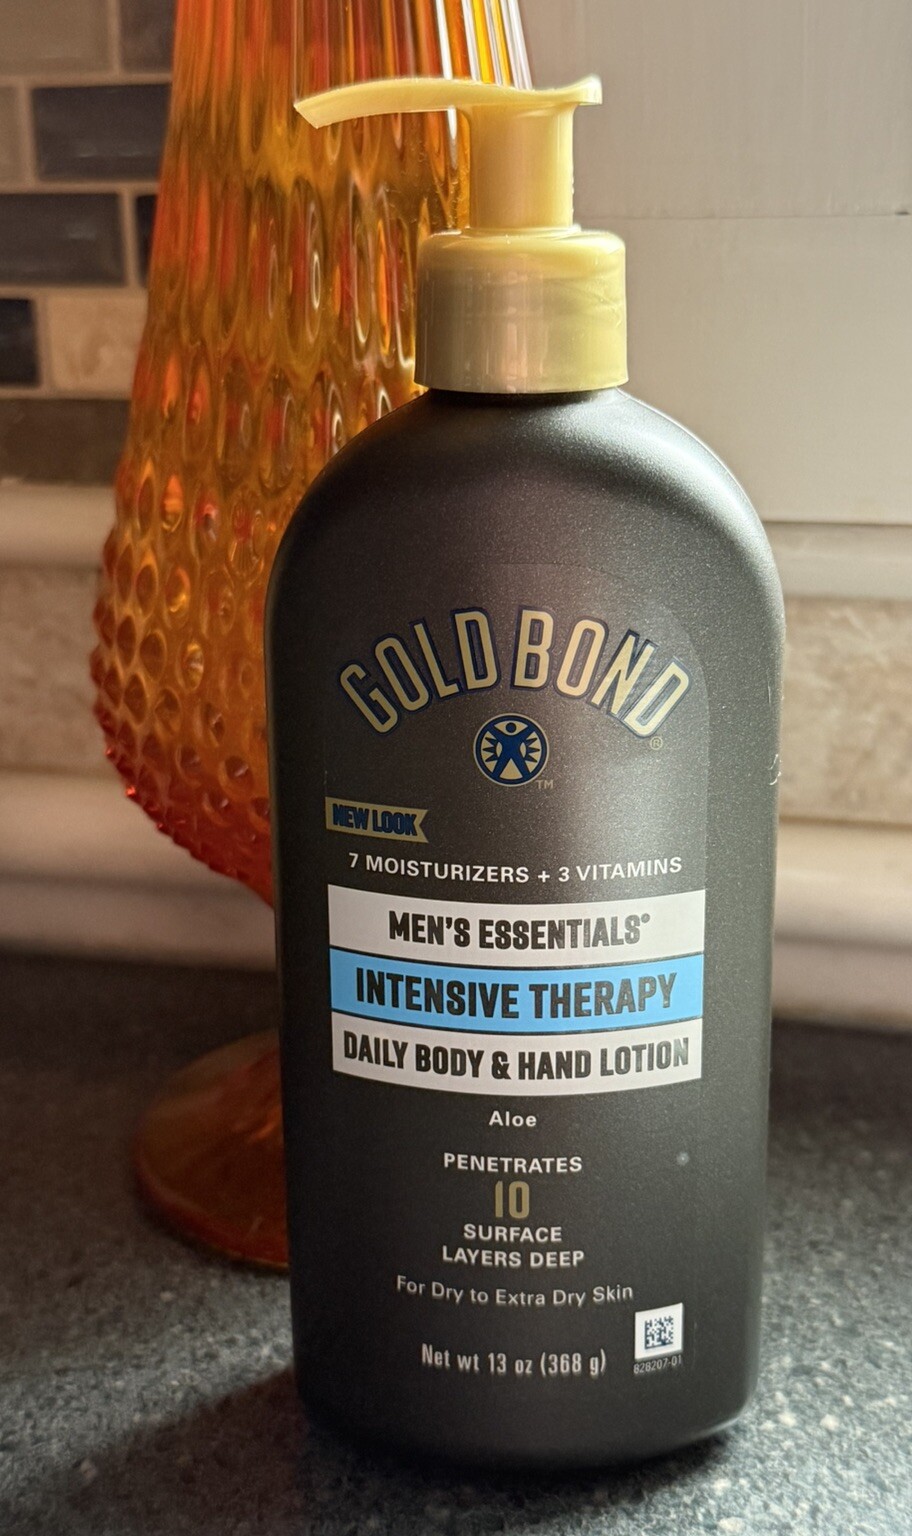 GOLD BOND®
TM
NEW LOOK
7 MOISTURIZERS + 3 VITAMINS
MEN'S ESSENTIALS®
INTENSIVE THERAPY
DAILY BODY & HAND LOTION
Aloe
PENETRATES
10
SURFACE
LAYERS DEEP
For Dry to Extra Dry Skin
Net wt 13 oz (368 g)
828207-01